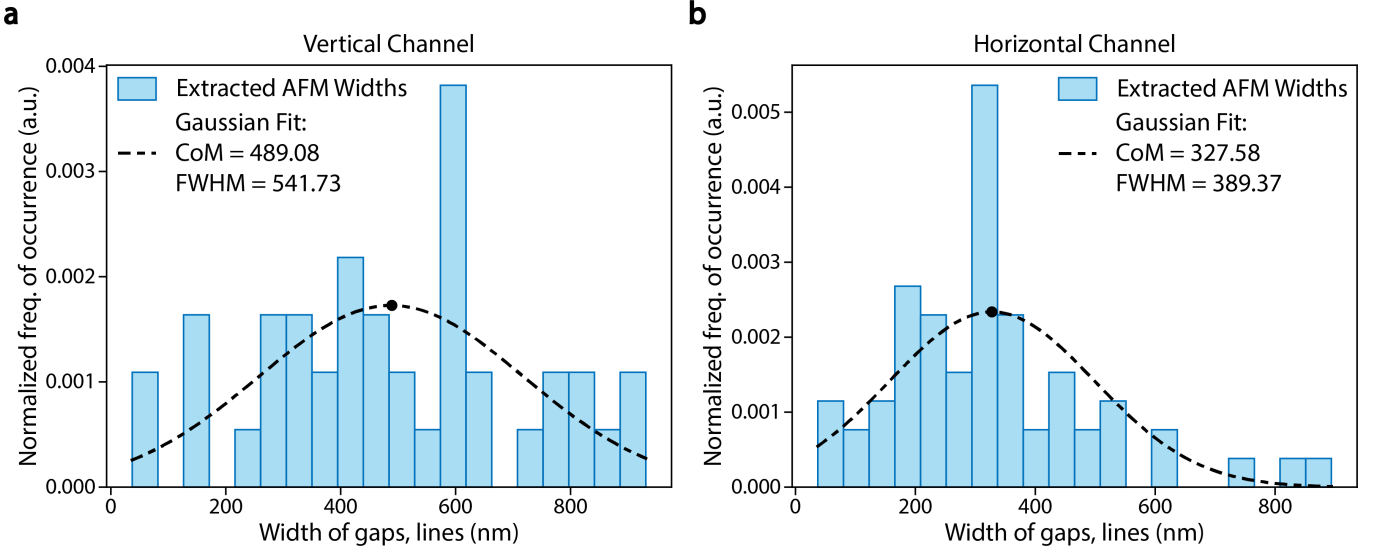 a
Vertical Channel
Normalized freq. of occurrence (a.u.)
0.004
0.003
0.002
0.001
0.000
Extracted AFM Widths
Gaussian Fit:
CoM = 489.08
FWHM = 541.73
0 200 400 600 800
Width of gaps, lines (nm)
b
Horizontal Channel
Normalized freq. of occurrence (a.u.)
0.005
0.004
0.003
0.002
0.001
0.000
Extracted AFM Widths
Gaussian Fit:
CoM = 327.58
FWHM = 389.37
0 200 400 600 800
Width of gaps, lines (nm)